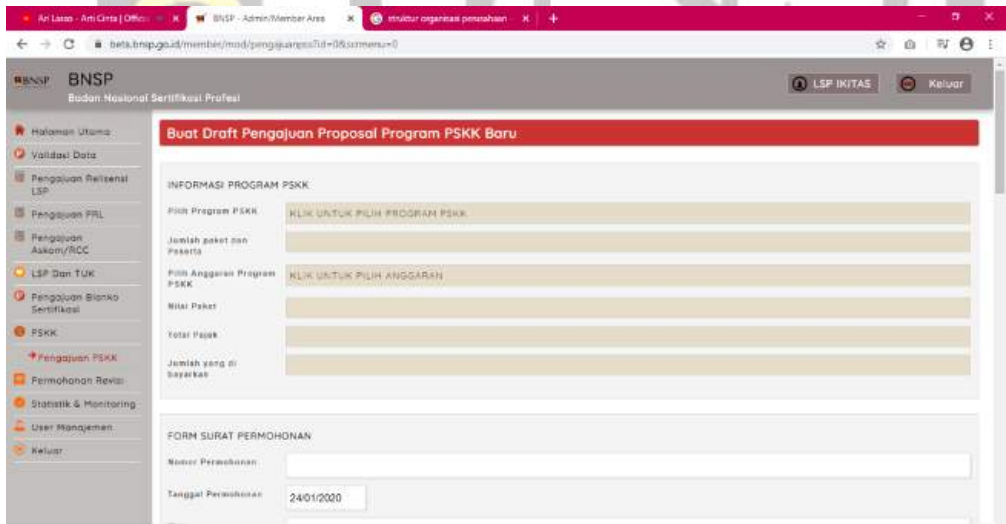 Ari Lasso - Arti Cinta | Offici
BNSP - Admin/Member Area
struktur organisasi perusahaan -
beta.bnsp.go.id/member/mod/pengajuanpss?id=0&scrmenu=0
BNSP
BNSP
Badan Nasional Sertifikasi Profesi
LSP IKITAS
Keluar
Halaman Utama
Validasi Data
Pengajuan Relisensi
LSP
Pengajuan PRL
Pengajuan
Askom/RCC
LSP Dan TUK
Pengajuan Blanko
Sertifikasi
PSKK
Pengajuan PSKK
Permohonan Revisi
Statistik & Monitoring
User Manajemen
Keluar
Buat Draft Pengajuan Proposal Program PSKK Baru
INFORMASI PROGRAM PSKK
Pilih Program PSKK
KLIK UNTUK PILIH PROGRAM PSKK
Jumlah paket dan
Peserta
Pilih Anggaran Program
PSKK
KLIK UNTUK PILIH ANGGARAN
Nilai Paket
Total Pajak
Jumlah yang di
bayarkan
FORM SURAT PERMOHONAN
Nomor Permohonan
Tanggal Permohonan
24/01/2020